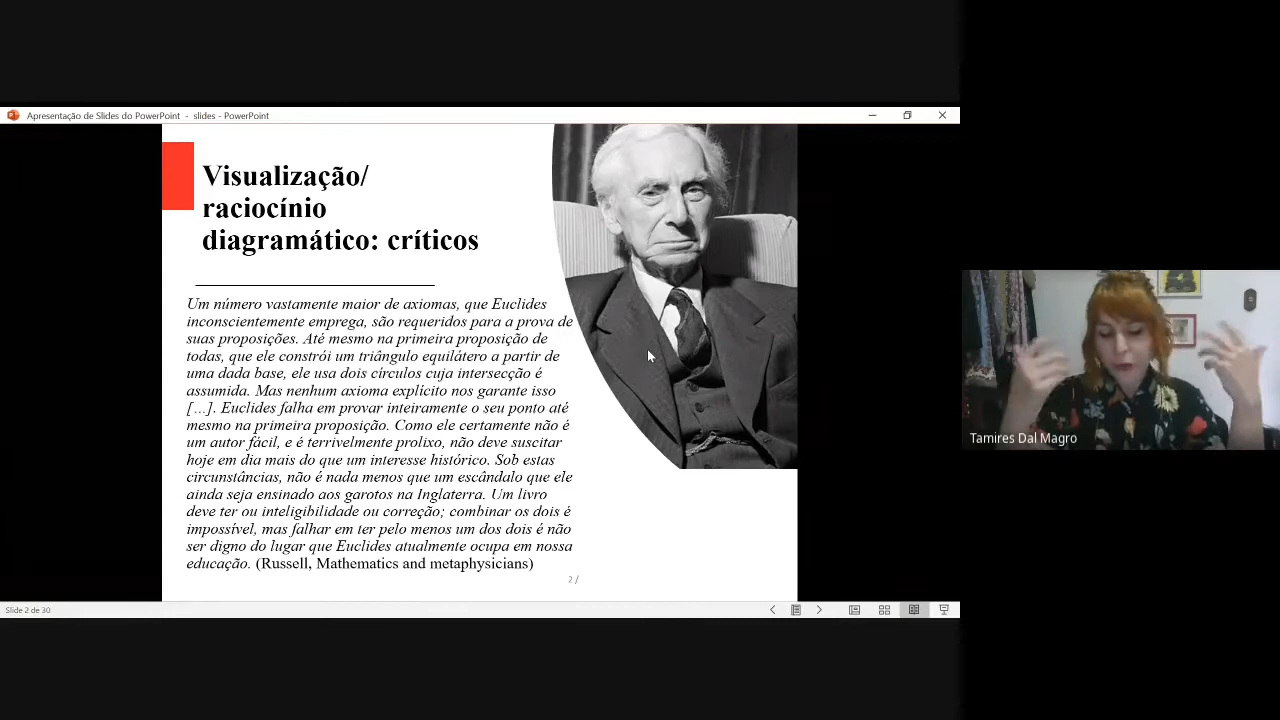 Apresentação de Slides do PowerPoint - slides - PowerPoint
Visualização/
raciocínio
diagramático: críticos
Um número vastamente maior de axiomas, que Euclides
inconscientemente emprega, são requeridos para a prova de
suas proposições. Até mesmo na primeira proposição de
todas, que ele constrói um triângulo equilátero a partir de
uma dada base, ele usa dois círculos cuja intersecção é
assumida. Mas nenhum axioma explícito nos garante isso
[…]. Euclides falha em provar inteiramente o seu ponto até
mesmo na primeira proposição. Como ele certamente não é
um autor fácil, e é terrivelmente prolixo, não deve suscitar
hoje em dia mais do que um interesse histórico. Sob estas
circunstâncias, não é nada menos que um escândalo que ele
ainda seja ensinado aos garotos na Inglaterra. Um livro
deve ter ou inteligibilidade ou correção; combinar os dois é
impossível, mas falhar em ter pelo menos um dos dois é não
ser digno do lugar que Euclides atualmente ocupa em nossa
educação. (Russell, Mathematics and metaphysicians)
2 /
Slide 2 de 30
Tamires Dal Magro